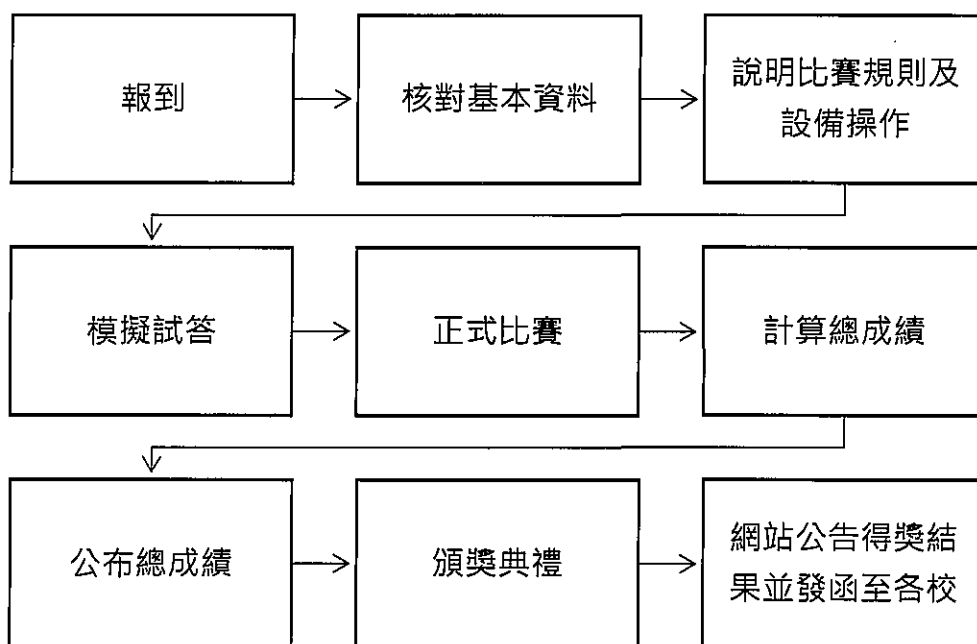 報到
核對基本資料
說明比賽規則及
設備操作
模擬試答
正式比賽
計算總成績
公布總成績
頒獎典禮
網站公告得獎結
果並發函至各校